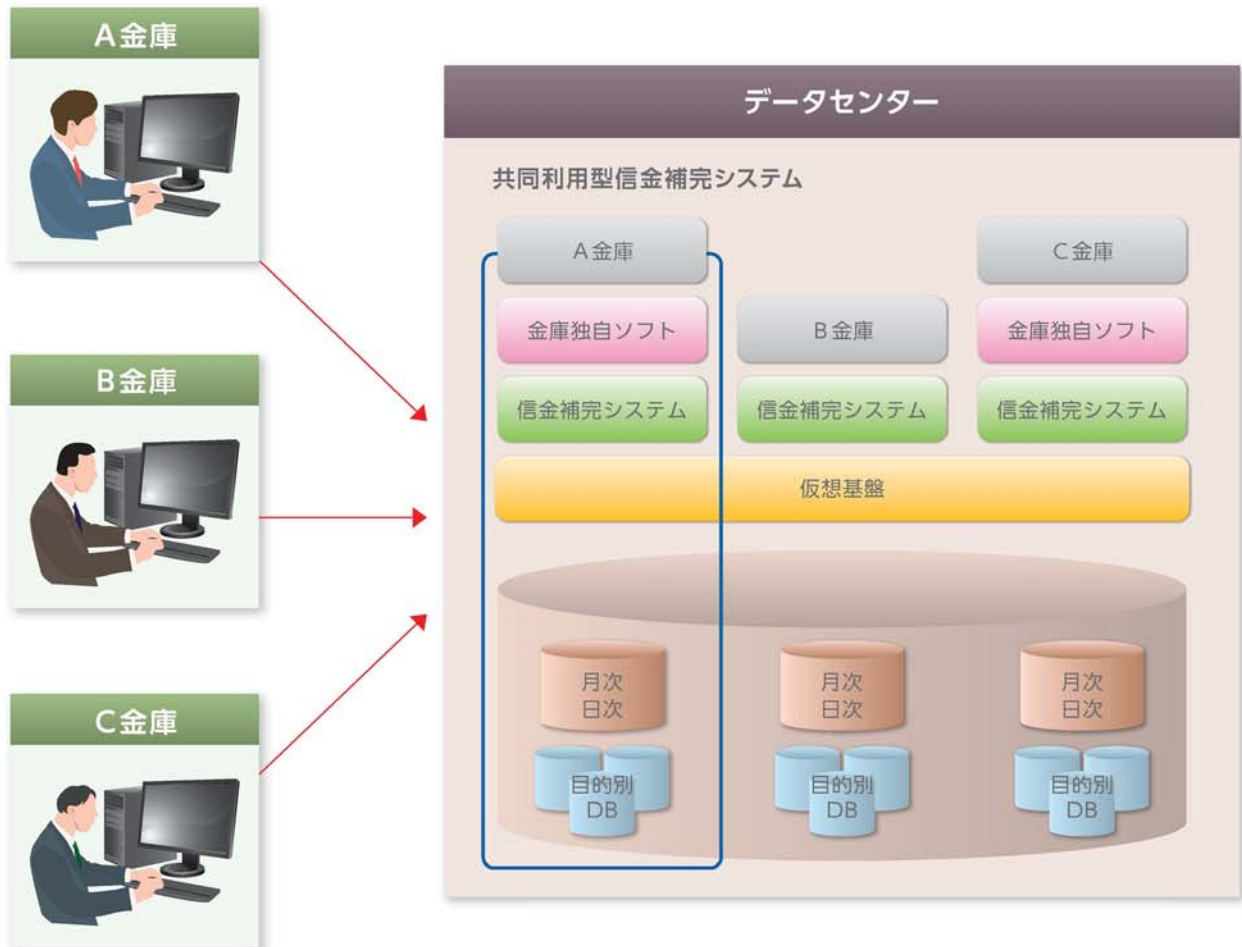 A金庫
B金庫
C金庫
データセンター
共同利用型信金補完システム
A金庫
金庫独自ソフト
信金補完システム
B金庫
信金補完システム
C金庫
金庫独自ソフト
信金補完システム
仮想基盤
月次
日次
目的別
DB
月次
日次
目的別
DB
月次
日次
目的別
DB